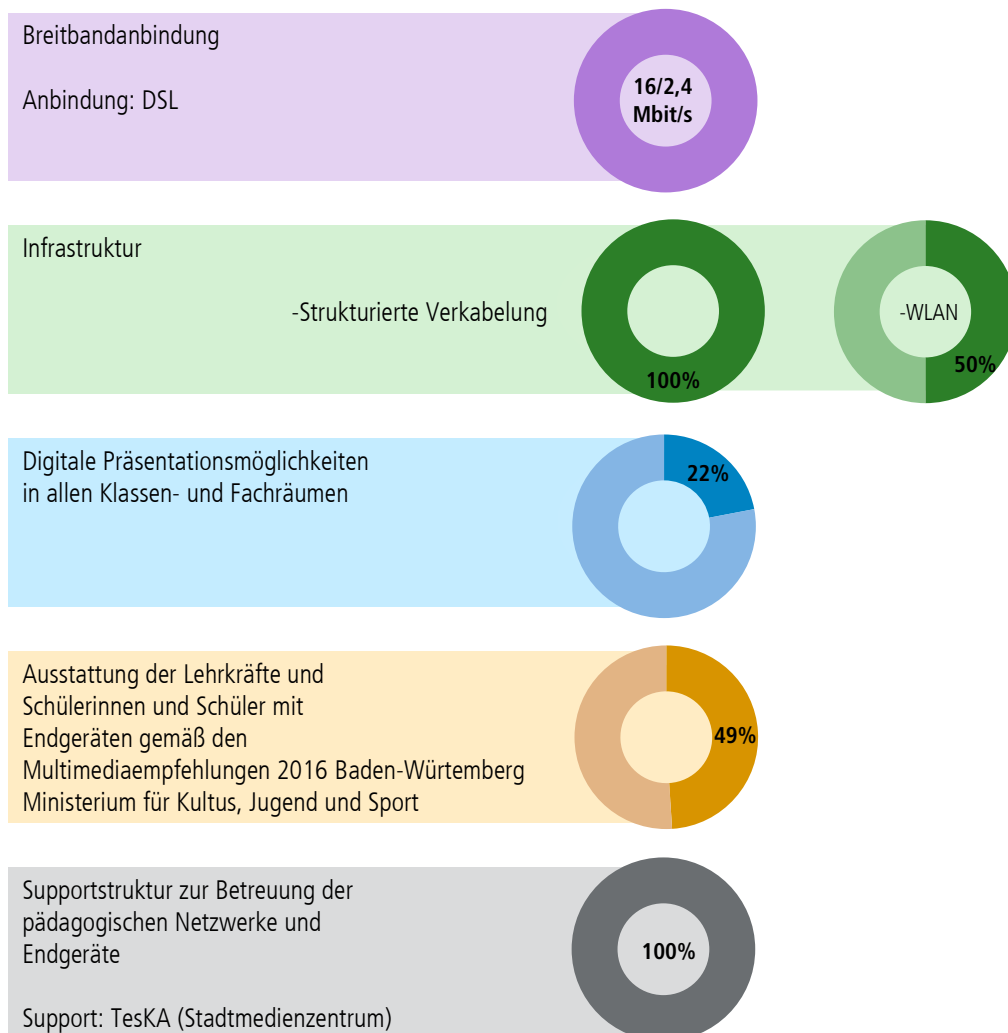 Breitbandanbindung
Anbindung: DSL
16/2,4
Mbit/s
Infrastruktur
-Strukturierte Verkabelung
100%
-WLAN
50%
Digitale Präsentationsmöglichkeiten
in allen Klassen- und Fachräumen
22%
Ausstattung der Lehrkräfte und
Schülerinnen und Schüler mit
Endgeräten gemäß den
Multimediaempfehlungen 2016 Baden-Würtemberg
Ministerium für Kultus, Jugend und Sport
49%
Supportstruktur zur Betreuung der
pädagogischen Netzwerke und
Endgeräte
100%
Support: TesKA (Stadtmedienzentrum)